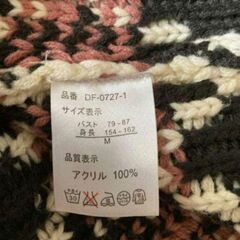 品番 DF-0727-1
サイズ表示
バスト 79-87
身長 154-162
M
品質表示
アクリル 100%